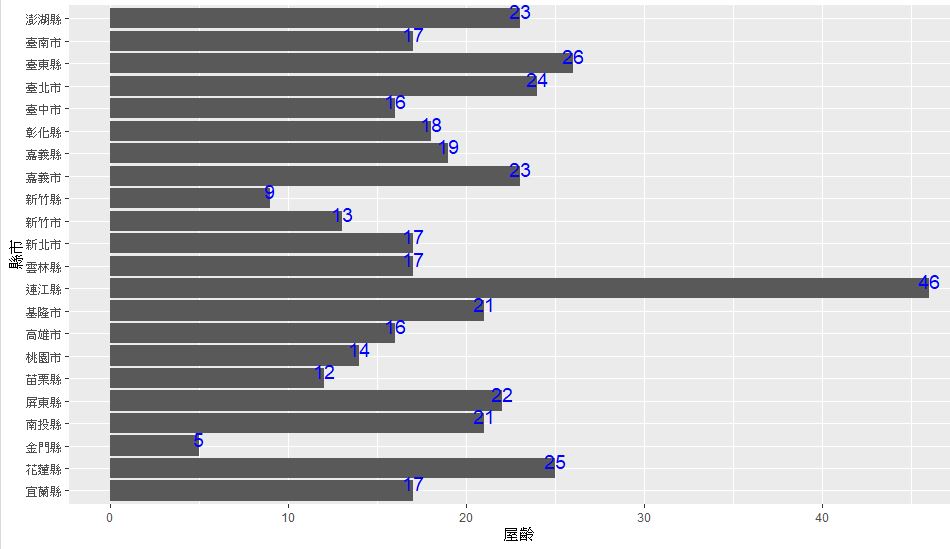 澎湖縣 23
臺南市 17
臺東縣 26
臺北市 24
臺中市 16
彰化縣 18
嘉義縣 19
嘉義市 23
新竹縣 9
新竹市 13
新北市 17
雲林縣 17
連江縣 46
基隆市 21
高雄市 16
桃園市 14
苗栗縣 12
屏東縣 22
南投縣 21
金門縣 5
花蓮縣 25
宜蘭縣 17
縣市
0 10 20 30 40
屋齡